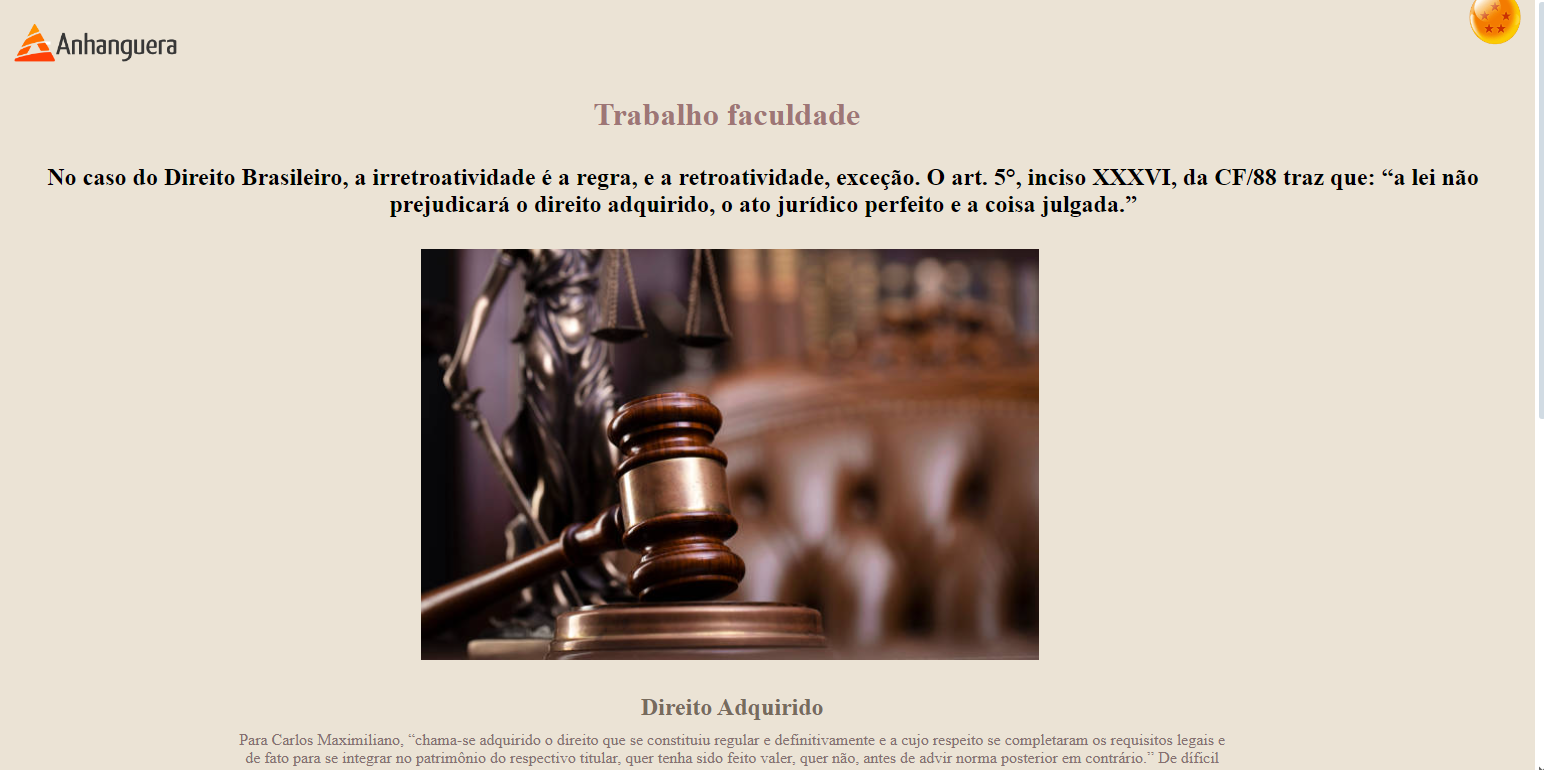 Anhanguera
Trabalho faculdade
No caso do Direito Brasileiro, a irretroatividade é a regra, e a retroatividade, exceção. O art. 5°, inciso XXXVI, da CF/88 traz que: “a lei não
prejudicará o direito adquirido, o ato jurídico perfeito e a coisa julgada.”
Direito Adquirido
Para Carlos Maximiliano, “chama-se adquirido o direito que se constituiu regular e definitivamente e a cujo respeito se completaram os requisitos legais e
de fato para se integrar no patrimônio do respectivo titular, quer tenha sido feito valer, quer não, antes de advir norma posterior em contrário.” De díficil